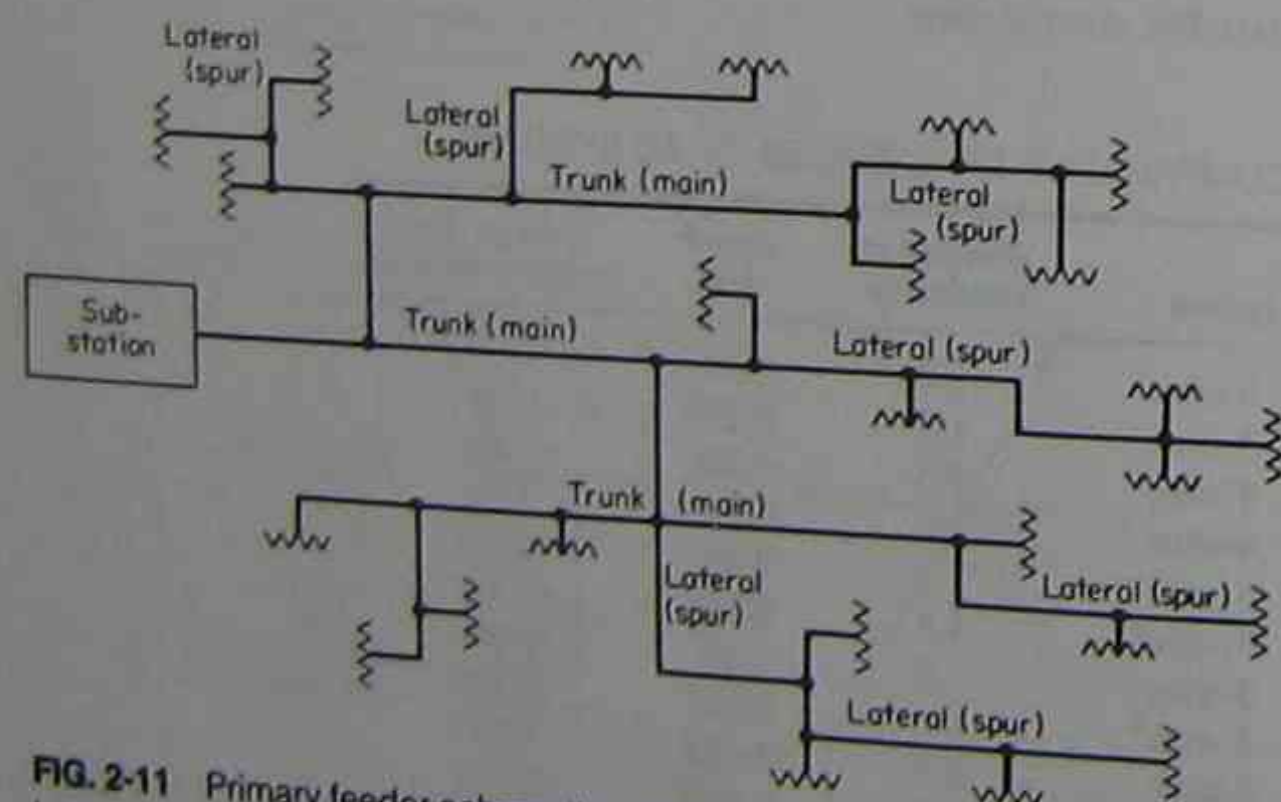 Lateral
(spur)
Lateral
(spur)
Trunk (main)
Lateral
(spur)
Sub-
station
Trunk (main)
Lateral (spur)
Trunk (main)
Lateral
(spur)
Lateral (spur)
Lateral (spur)
FIG. 2-11 Primary feeder